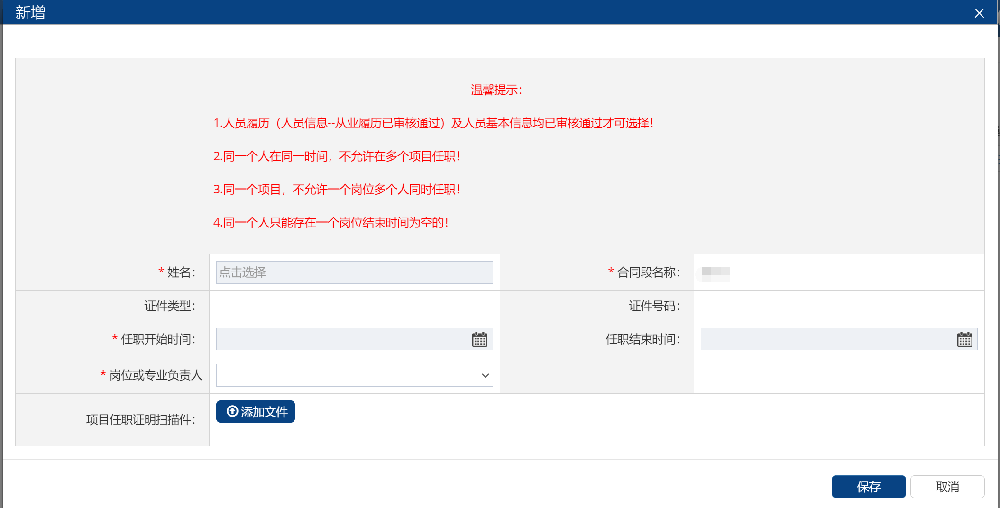 新增
温馨提示：
1.人员履历（人员信息--从业履历已审核通过）及人员基本信息均已审核通过才可选择！
2.同一个人在同一时间，不允许在多个项目任职！
3.同一个项目，不允许一个岗位多个人同时任职！
4.同一个人只能存在一个岗位结束时间为空的！
* 姓名： 点击选择 * 合同段名称：
证件类型： 证件号码：
* 任职开始时间： 任职结束时间：
* 岗位或专业负责人
项目任职证明扫描件： 添加文件
保存 取消